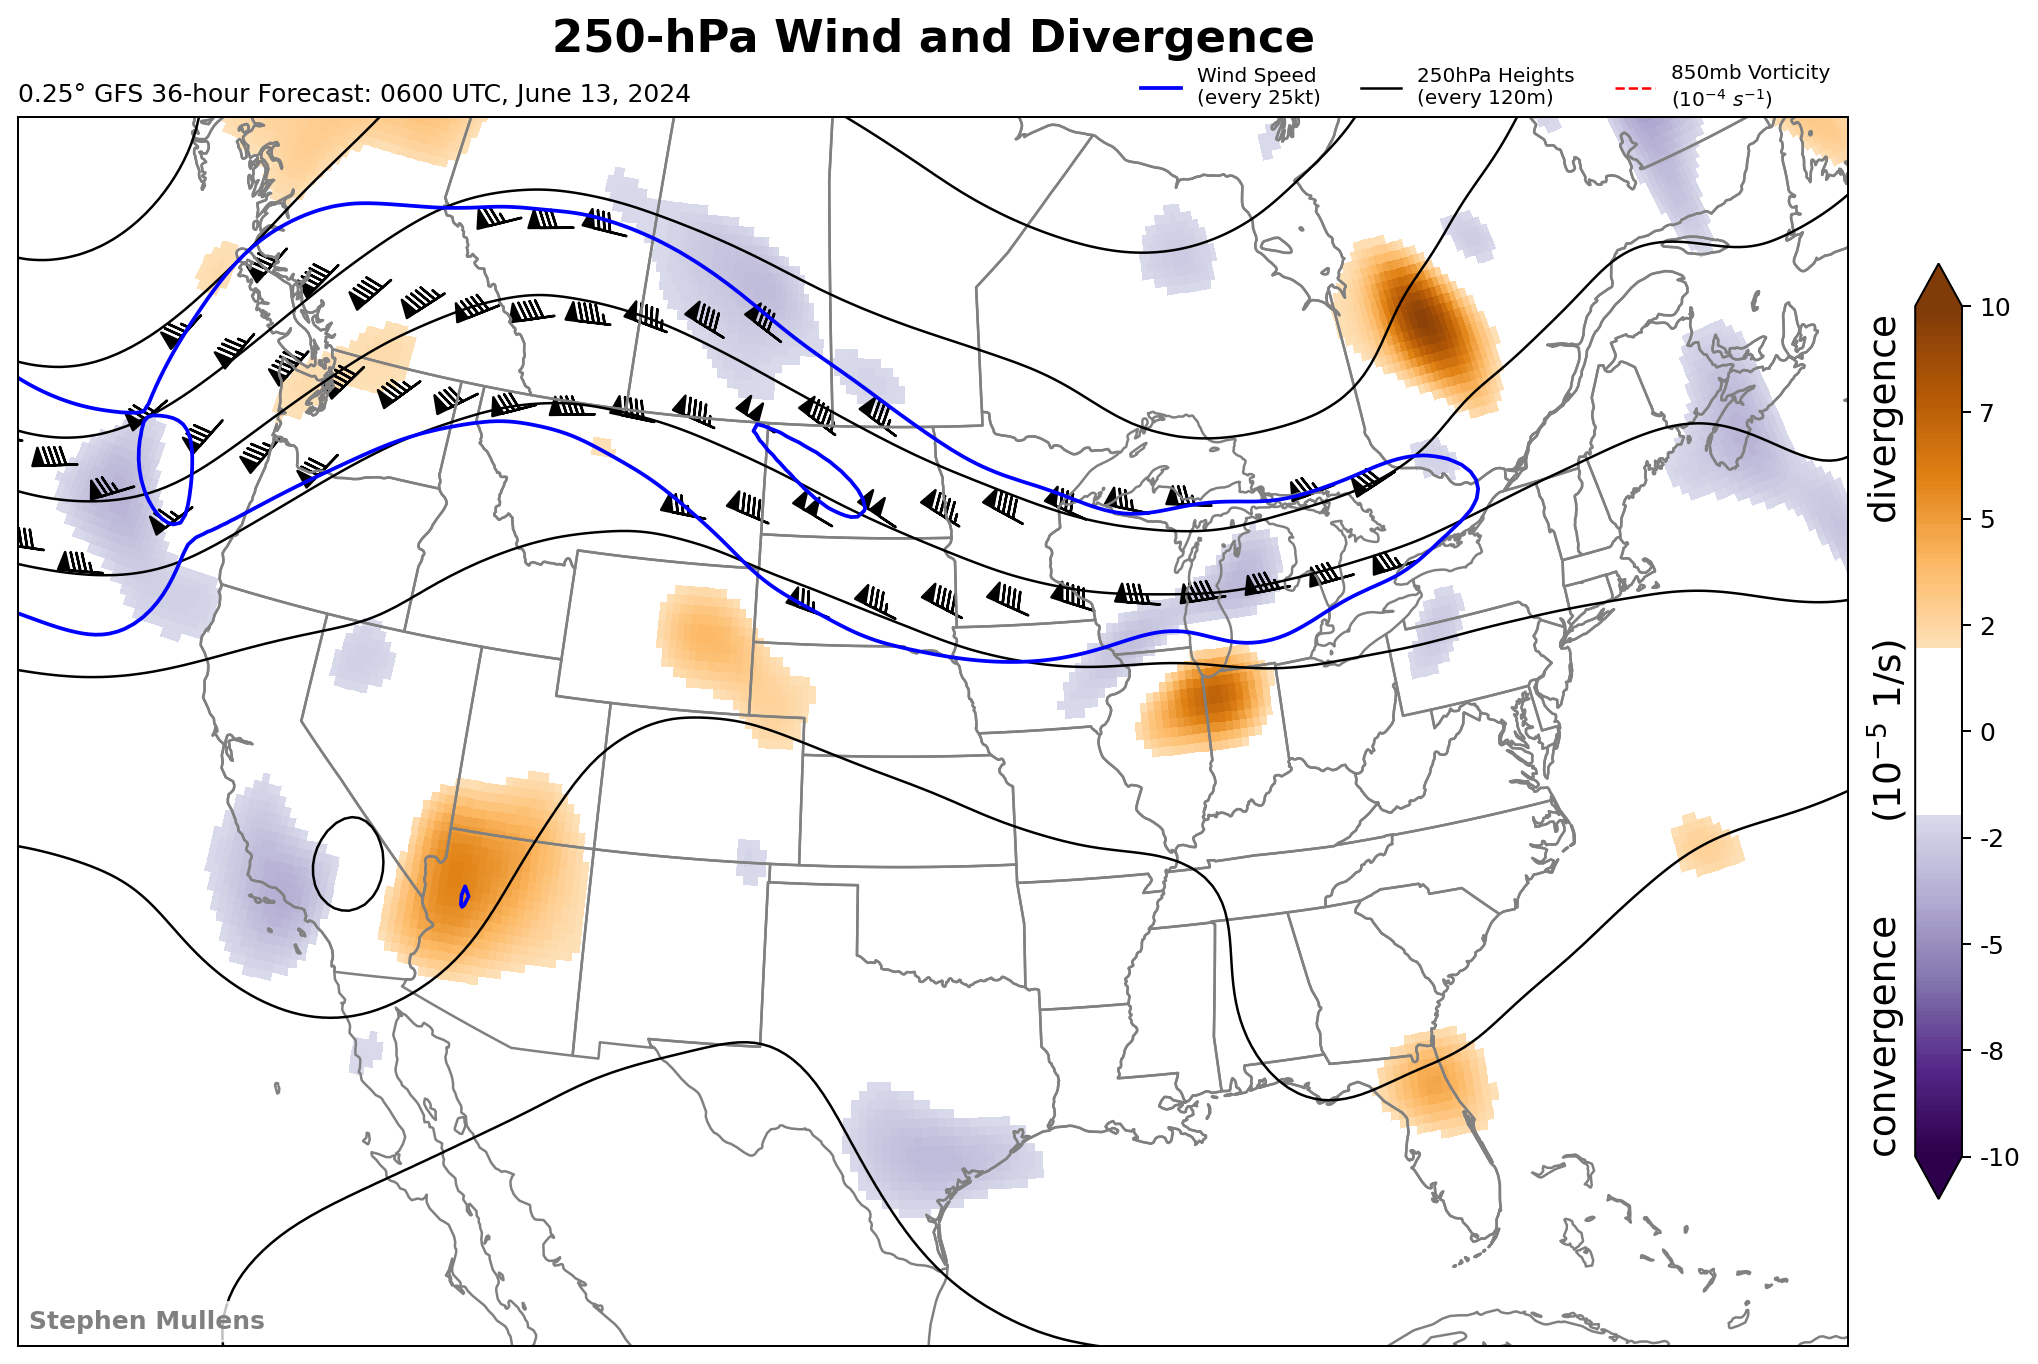 250-hPa Wind and Divergence
0.25° GFS 36-hour Forecast: 0600 UTC, June 13, 2024
Wind Speed
(every 25kt)
250hPa Heights
(every 120m)
850mb Vorticity
(10⁻⁴ s⁻¹)
10
7
5
2
0
-2
-5
-8
-10
convergence (10⁻⁵ 1/s) divergence
Stephen Mullens